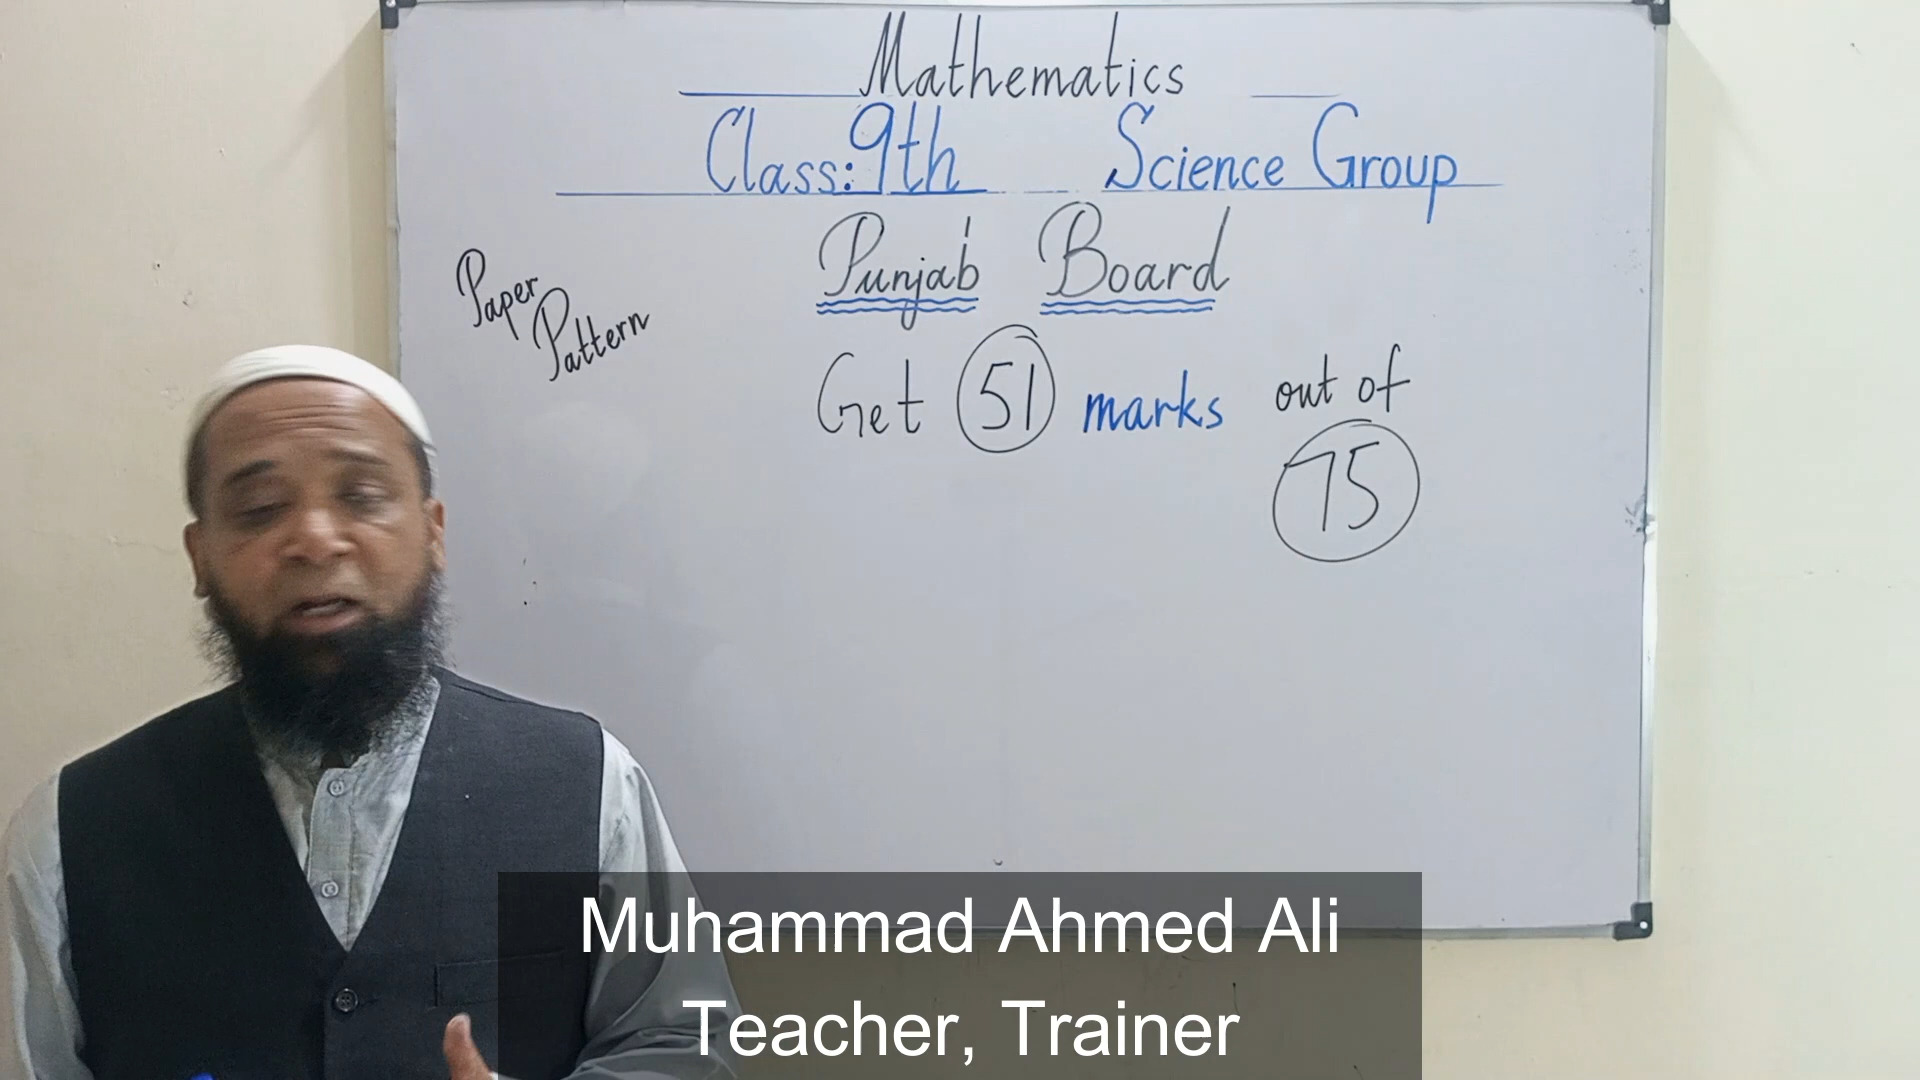 Mathematics
Class: 9th Science Group
Punjab Board
Paper
Pattern
Get 51 marks out of
75
Muhammad Ahmed Ali
Teacher, Trainer